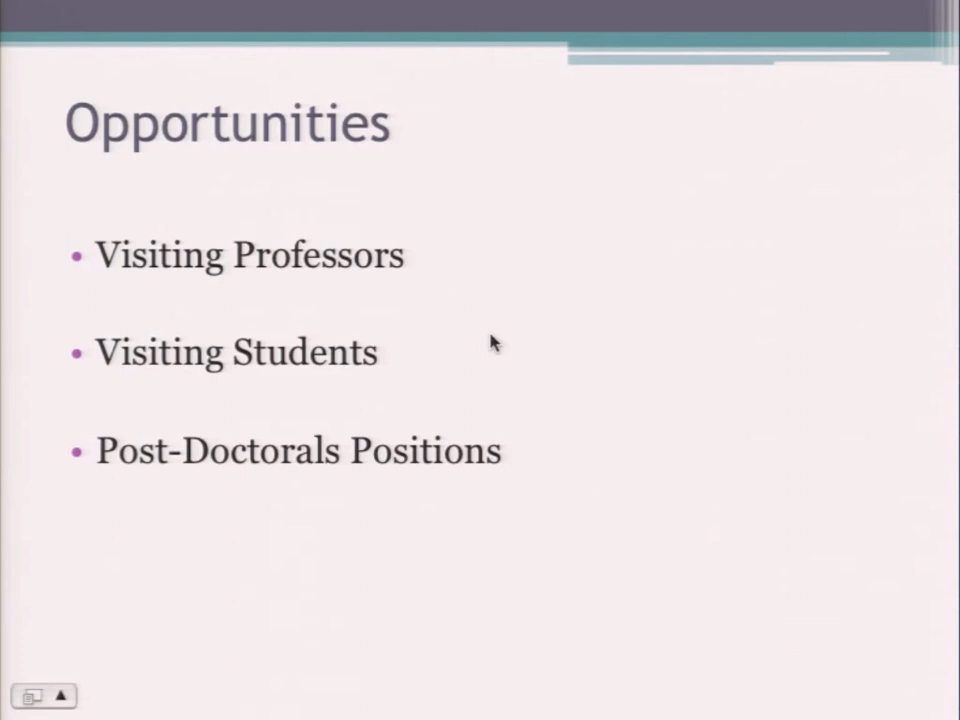 Opportunities
• Visiting Professors
• Visiting Students
• Post-Doctorals Positions